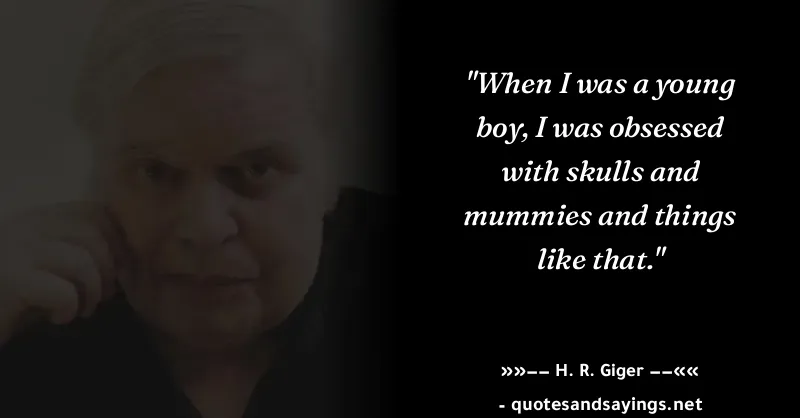 "When I was a young
boy, I was obsessed
with skulls and
mummies and things
like that."
»»–– H. R. Giger ––««
- quotesandsayings.net